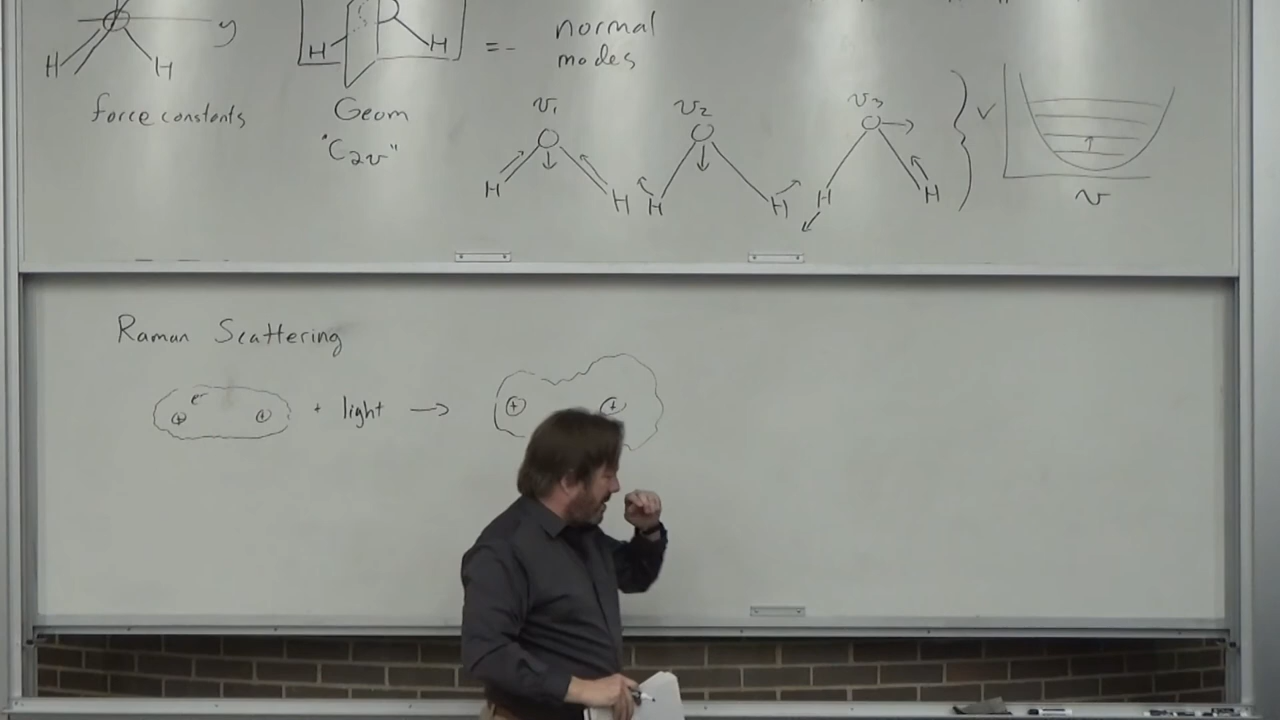 y
H H
force constants
H H
Geom
"C2v"
=-
normal
modes
v1 v2 v3
O O O
H H H H H H
V
v
Raman Scattering
+ e- + + light → + +